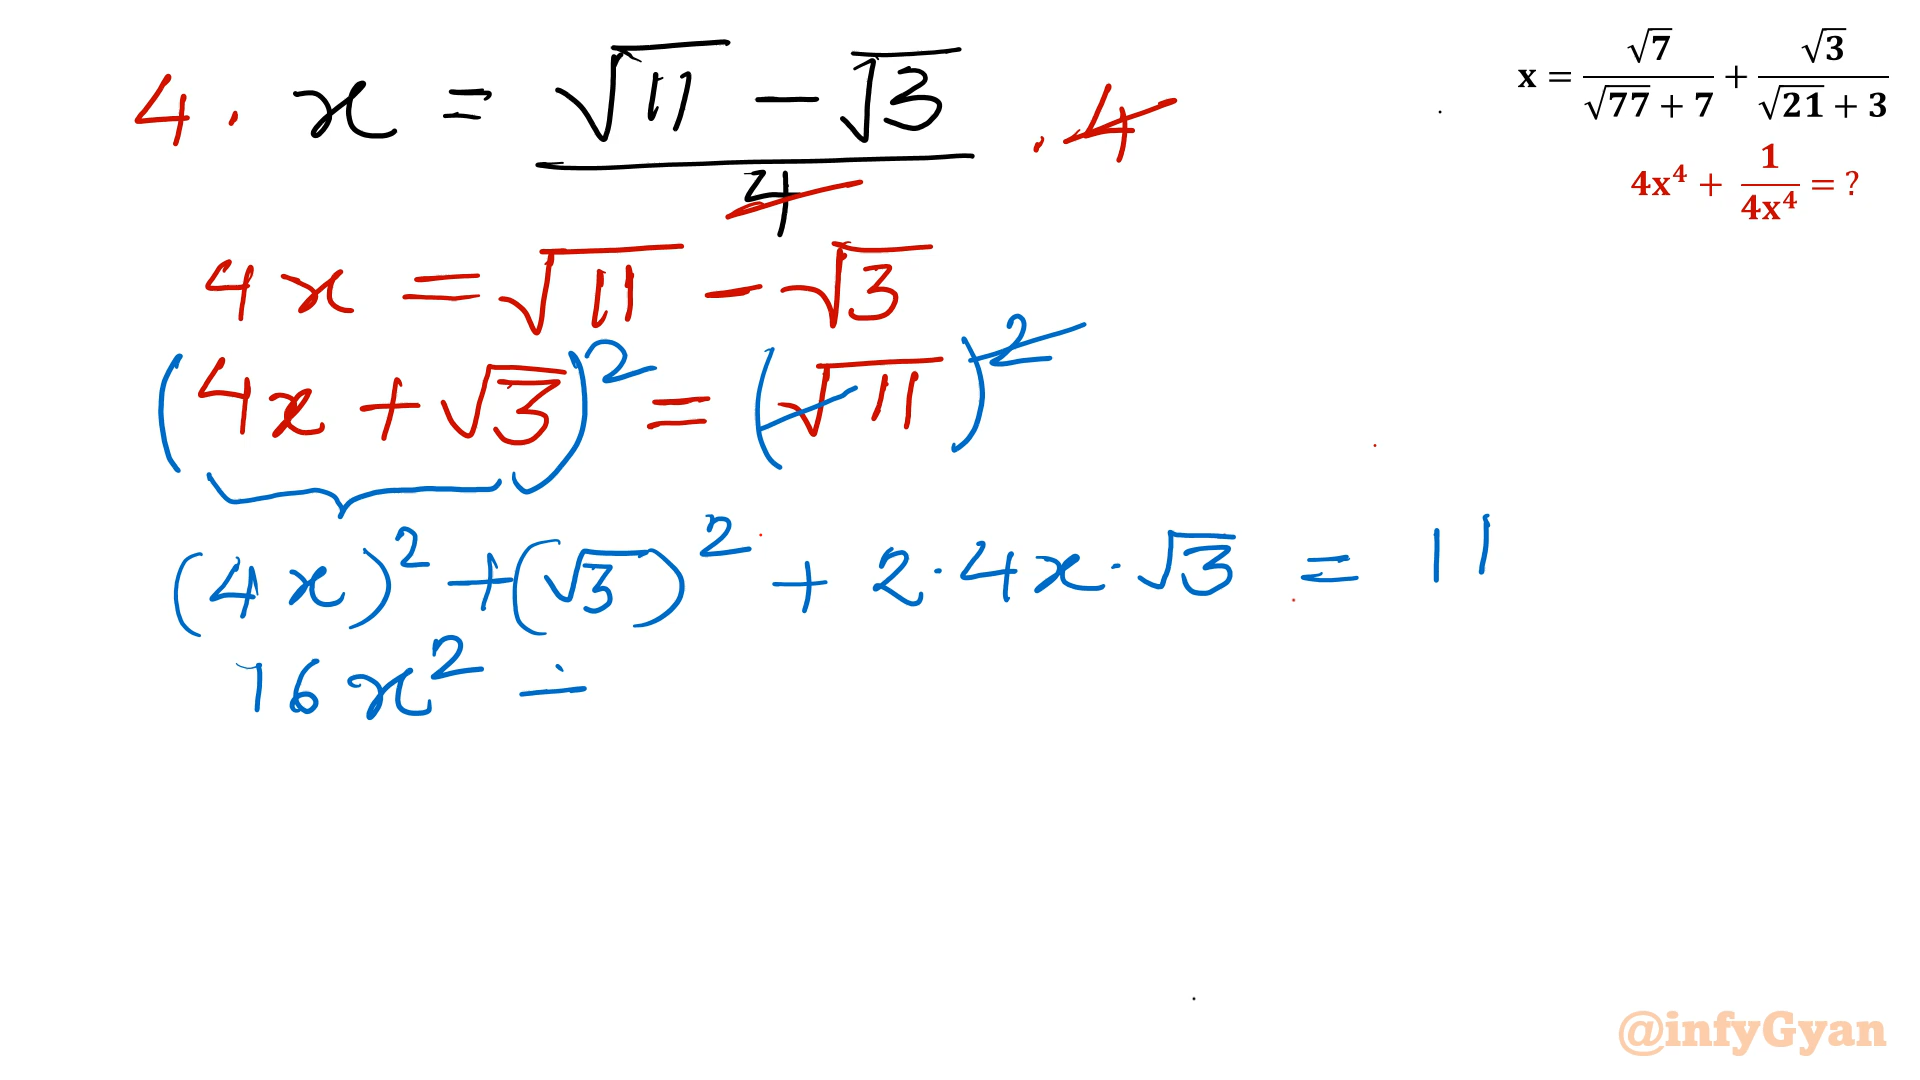 4 · x = (√11 − √3)/4 · 4
4x = √11 − √3
(4x + √3)² = (√11)²
(4x)² + (√3)² + 2·4x·√3 = 11
16x² ÷
x = √7/(√77 + 7) + √3/(√21 + 3)
4x⁴ + 1/(4x⁴) = ?
@infyGyan